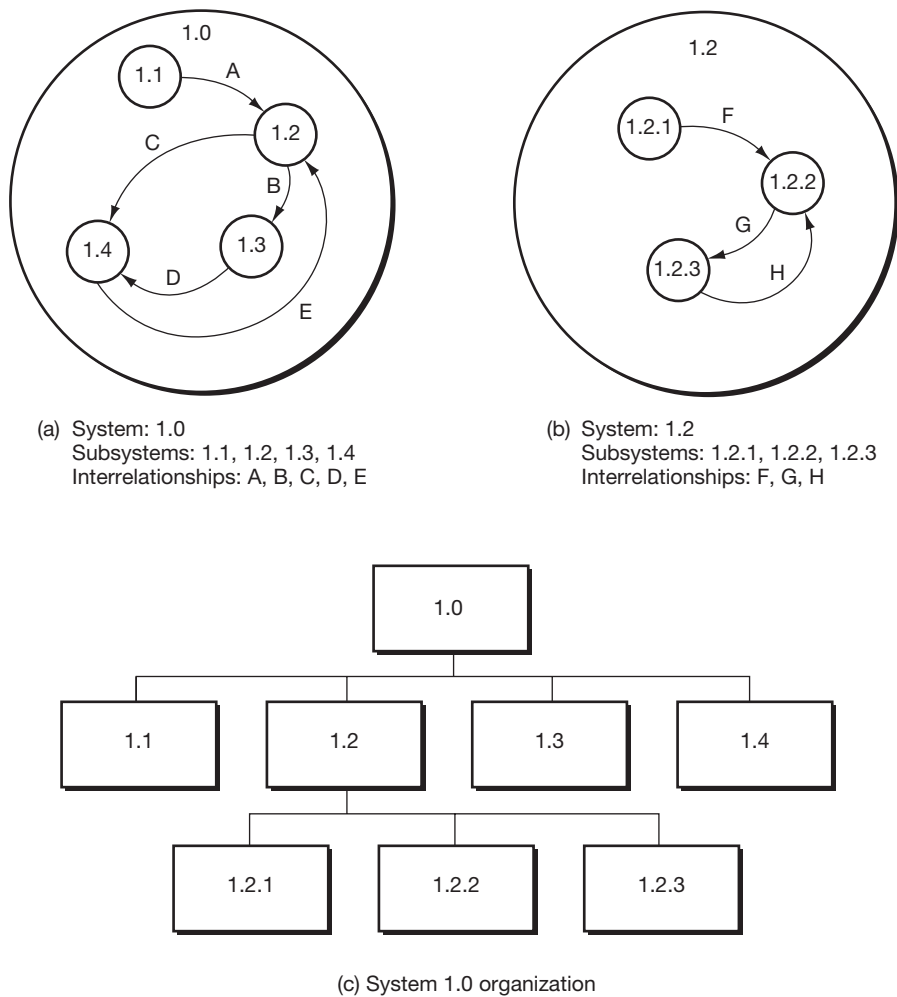 1.0
1.1
A
1.2
C
B
1.3
1.4
D
E
(a) System: 1.0
Subsystems: 1.1, 1.2, 1.3, 1.4
Interrelationships: A, B, C, D, E
1.2
1.2.1
F
1.2.2
G
1.2.3
H
(b) System: 1.2
Subsystems: 1.2.1, 1.2.2, 1.2.3
Interrelationships: F, G, H
1.0
1.1 1.2 1.3 1.4
1.2.1 1.2.2 1.2.3
(c) System 1.0 organization